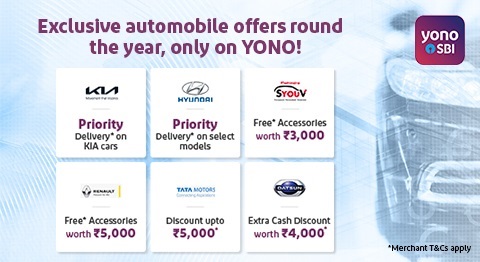 Exclusive automobile offers round
the year, only on YONO!
yono
SBI
KIA
Movement that inspires
Priority
Delivery* on
KIA cars
HYUNDAI
Priority
Delivery* on select
models
Mahindra
SYOUV
Free* Accessories
worth ₹3,000
RENAULT
Free* Accessories
worth ₹5,000
TATA MOTORS
Connecting Aspirations
Discount upto
₹5,000*
DATSUN
Extra Cash Discount
worth ₹4,000*
*Merchant T&Cs apply